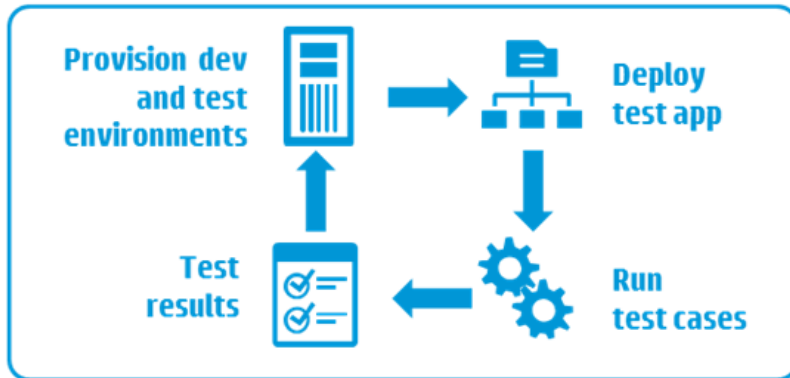 Provision dev
and test
environments
Deploy
test app
Test
results
Run
test cases